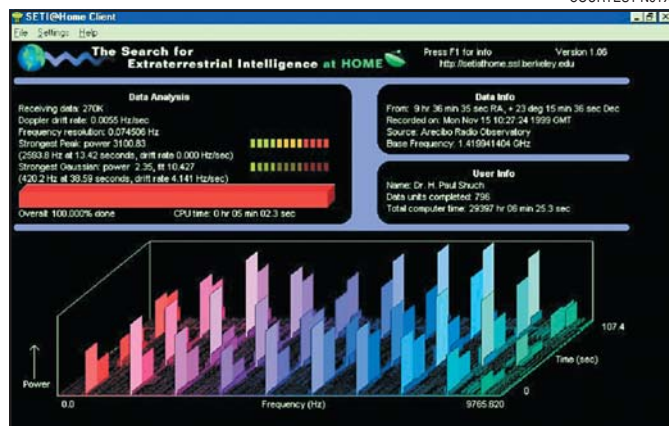 SETI@Home Client
File Settings Help
The Search for
Extraterrestrial Intelligence at HOME
Press F1 for info Version 1.06
http://setiathome.ssl.berkeley.edu
Data Analysis
Receiving data: 270K
Doppler drift rate: 0.0055 Hz/sec
Frequency resolution: 0.074506 Hz
Strongest Peak: power 3100.83
(2593.8 Hz at 13.42 seconds, drift rate 0.000 Hz/sec)
Strongest Gaussian: power 2.35, fit 10.427
(420.2 Hz at 38.59 seconds, drift rate 4.141 Hz/sec)
Overall: 100.000% done CPU time: 0 hr 05 min 02.3 sec
Data Info
From: 9 hr 36 min 35 sec RA, + 23 deg 15 min 36 sec Dec
Recorded on: Mon Nov 15 10:27:24 1999 GMT
Source: Arecibo Radio Observatory
Base Frequency: 1.419941404 GHz
User Info
Name: Dr. H. Paul Shuch
Data units completed: 796
Total computer time: 29397 hr 06 min 25.3 sec
Power
0.0
Frequency (Hz)
9765.620
0
Time (sec)
107.4